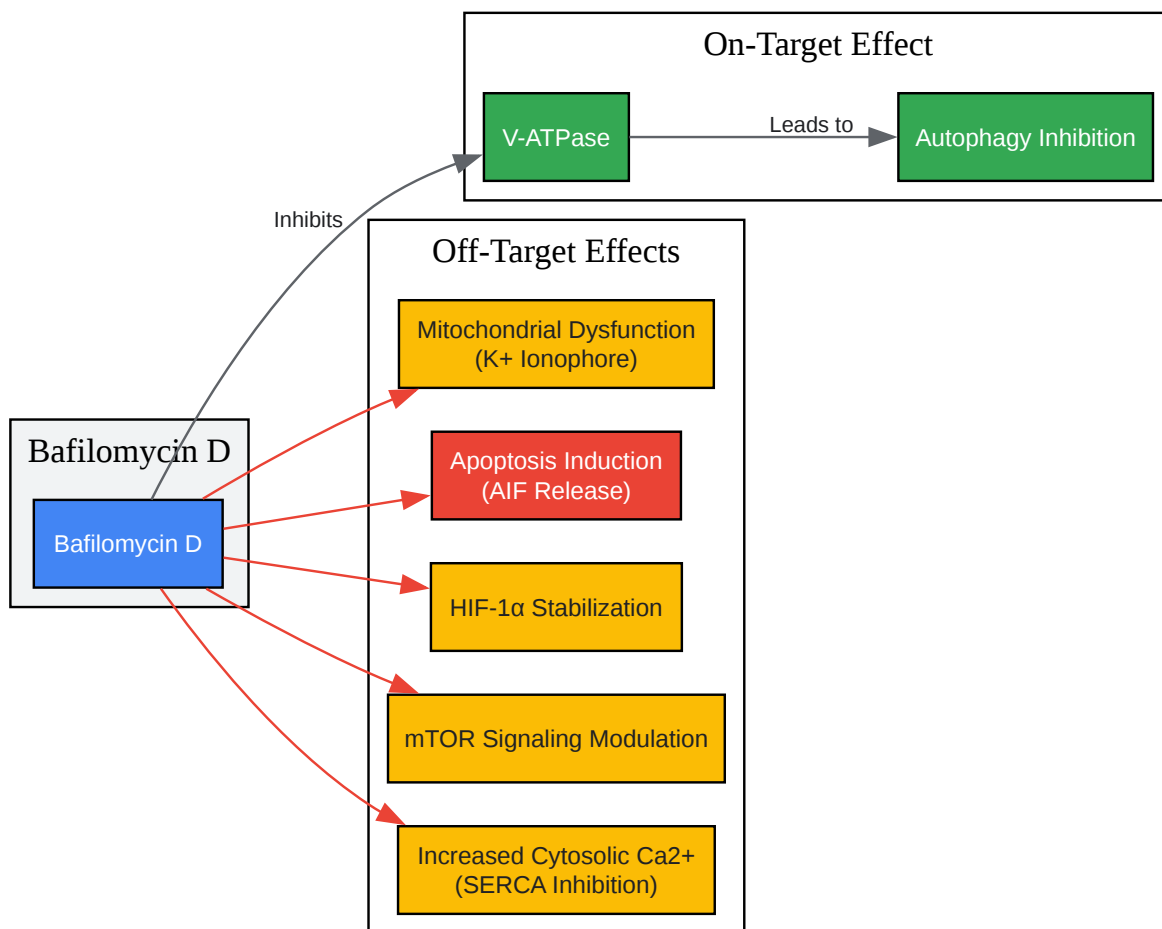 On-Target Effect
V-ATPase
Leads to
Autophagy Inhibition
Inhibits
Off-Target Effects
Mitochondrial Dysfunction
(K+ Ionophore)
Bafilomycin D
Bafilomycin D
Apoptosis Induction
(AIF Release)
HIF-1α Stabilization
mTOR Signaling Modulation
Increased Cytosolic Ca2+
(SERCA Inhibition)